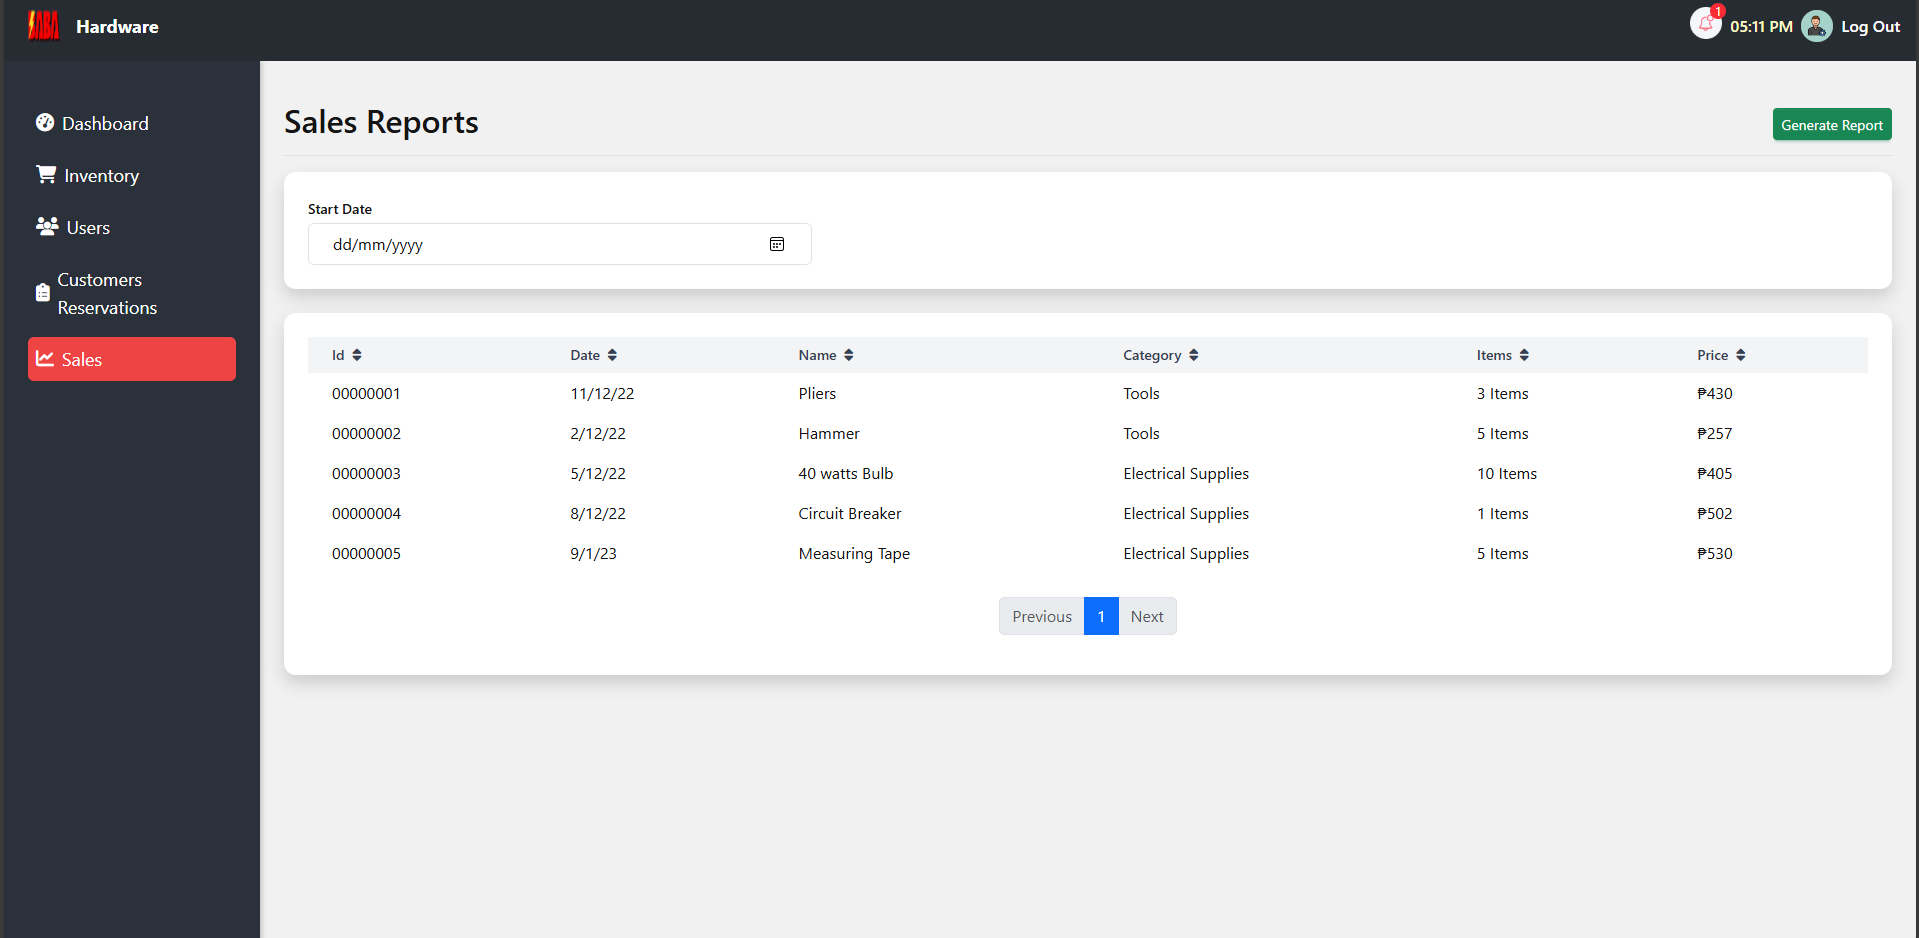 ABA Hardware
1
05:11 PM Log Out
Dashboard
Inventory
Users
Customers
Reservations
Sales
Sales Reports
Generate Report
Start Date
dd/mm/yyyy
Id Date Name Category Items Price
00000001 11/12/22 Pliers Tools 3 Items ₱430
00000002 2/12/22 Hammer Tools 5 Items ₱257
00000003 5/12/22 40 watts Bulb Electrical Supplies 10 Items ₱405
00000004 8/12/22 Circuit Breaker Electrical Supplies 1 Items ₱502
00000005 9/1/23 Measuring Tape Electrical Supplies 5 Items ₱530
Previous 1 Next